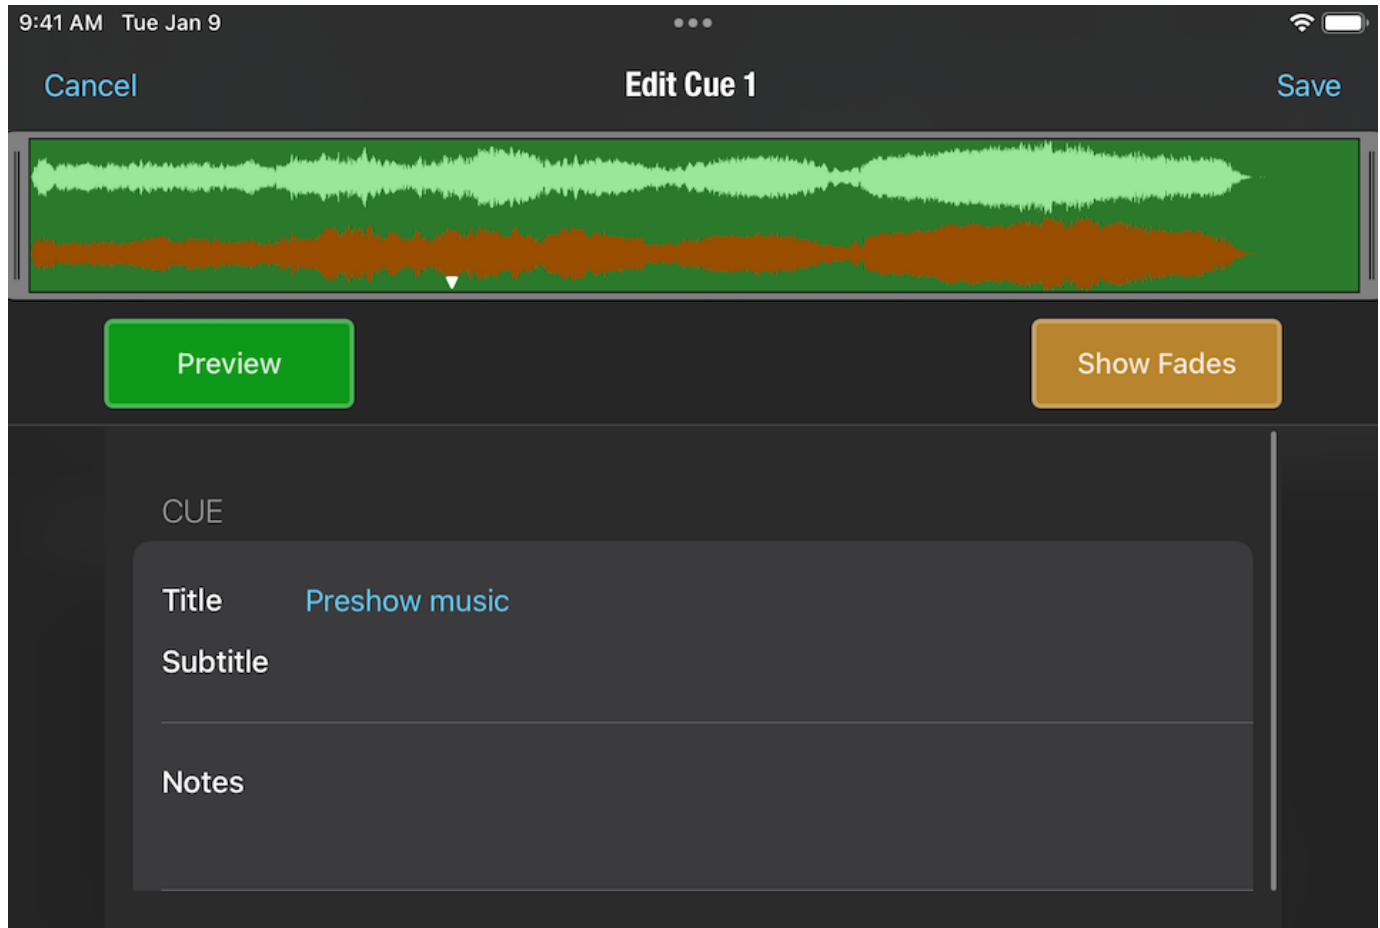 9:41 AM Tue Jan 9
Cancel Edit Cue 1 Save
Preview Show Fades
CUE
Title Preshow music
Subtitle
Notes